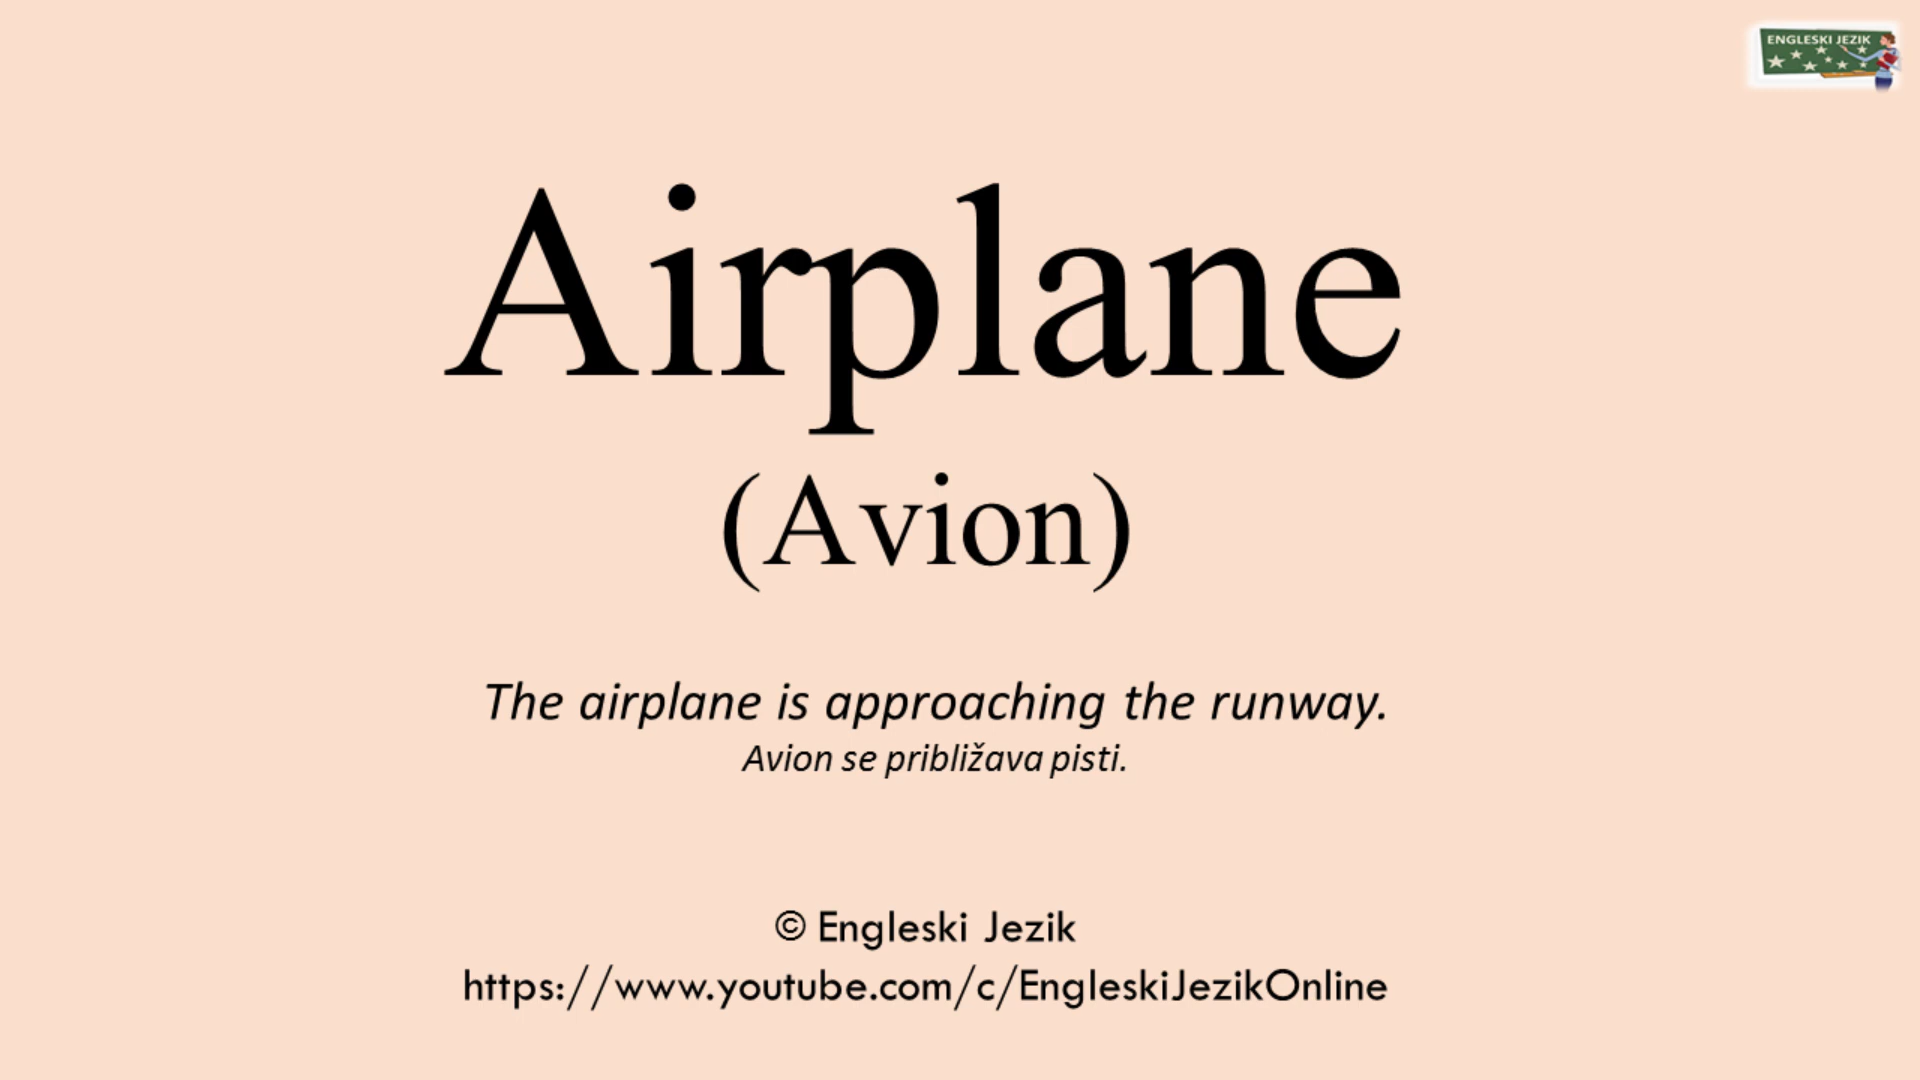 ENGLESKI JEZIK
Airplane
(Avion)
The airplane is approaching the runway.
Avion se približava pisti.
© Engleski Jezik
https://www.youtube.com/c/EngleskiJezikOnline